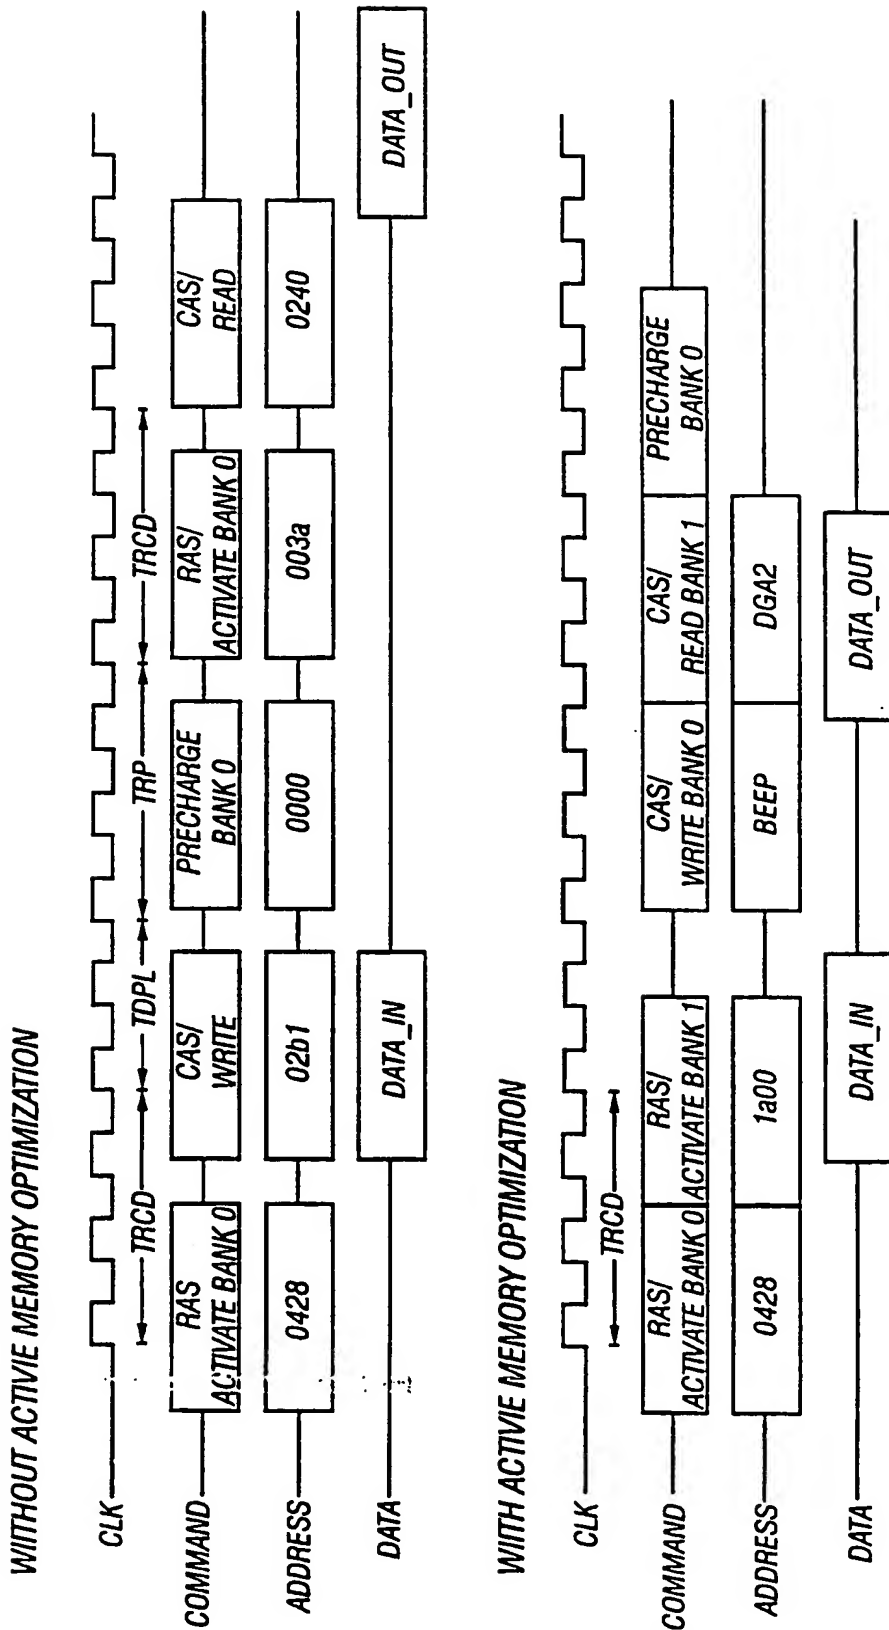 WIITHOUT ACTIVIE MEMORY OPTIMIZATION
CLK
TRCD
TDPL
TRP
TRCD
COMMAND
RAS
ACTIVATE BANK 0
CAS/
WRITE
PRECHARGE
BANK 0
RAS/
ACTIVATE BANK 0
CAS/
READ
ADDRESS
0428
02b1
0000
003a
0240
DATA
DATA_IN
DATA_OUT
WIITH ACTIVIE MEMORY OPTIMIZATION
CLK
TRCD
COMMAND
RAS/
ACTIVATE BANK 0
RAS/
ACTIVATE BANK 1
CAS/
WRITE BANK 0
CAS/
READ BANK 1
PRECHARGE
BANK 0
ADDRESS
0428
1a00
BEEP
DGA2
DATA
DATA_IN
DATA_OUT